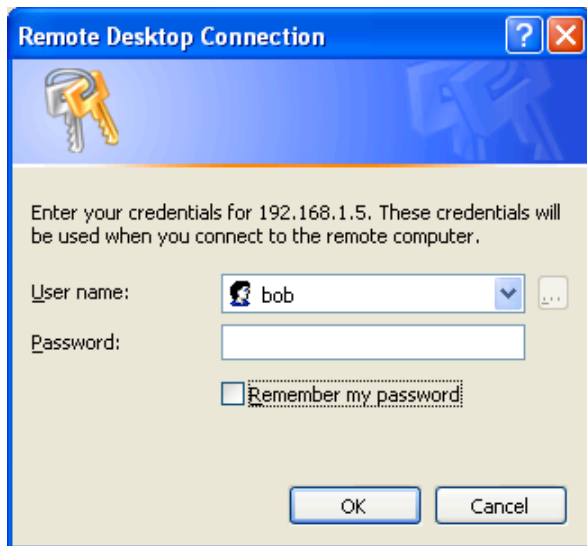 Remote Desktop Connection
Enter your credentials for 192.168.1.5. These credentials will
be used when you connect to the remote computer.
User name: bob ...
Password:
Remember my password
OK Cancel